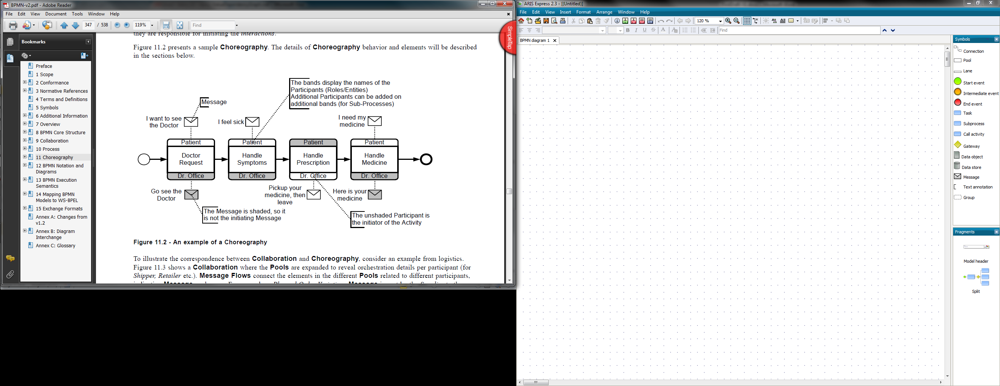 BPMN-v2.pdf - Adobe Reader
File Edit View Document Tools Window Help
347 / 538 119% Find
SimpleTap
Bookmarks
Preface
1 Scope
2 Conformance
3 Normative References
4 Terms and Definitions
5 Symbols
6 Additional Information
7 Overview
8 BPMN Core Structure
9 Collaboration
10 Process
11 Choreography
12 BPMN Notation and
Diagrams
13 BPMN Execution
Semantics
14 Mapping BPMN
Models to WS-BPEL
15 Exchange Formats
Annex A: Changes from
v1.2
Annex B: Diagram
Interchange
Annex C: Glossary
they are responsible for initiating the interactions.
Figure 11.2 presents a sample Choreography. The details of Choreography behavior and elements will be described
in the sections below.
The bands display the names of the
Participants (Roles/Entities)
Additional Participants can be added on
additional bands (for Sub-Processes)
Message
I want to see
the Doctor
I feel sick
I need my
medicine
Patient
Doctor
Request
Dr. Office
Patient
Handle
Symptoms
Dr. Office
Patient
Handle
Prescription
Dr. Office
Patient
Handle
Medicine
Dr. Office
Go see the
Doctor
Pickup your
medicine, then
leave
Here is your
medicine
The Message is shaded, so it
is not the initiating Message
The unshaded Participant is
the initiator of the Activity
Figure 11.2 - An example of a Choreography
To illustrate the correspondence between Collaboration and Choreography, consider an example from logistics.
Figure 11.3 shows a Collaboration where the Pools are expanded to reveal orchestration details per participant (for
Shipper, Retailer etc.). Message Flows connect the elements in the different Pools related to different participants,
ARIS Express 2.3 - [(Untitled)]
File Edit View Insert Format Arrange Window Help
120 %
B I U S A Find
BPMN diagram 1
Symbols
Connection
Pool
Lane
Start event
Intermediate event
End event
Task
Subprocess
Call activity
Gateway
Data object
Data store
Message
Text annotation
Group
Fragments
Model header
Split